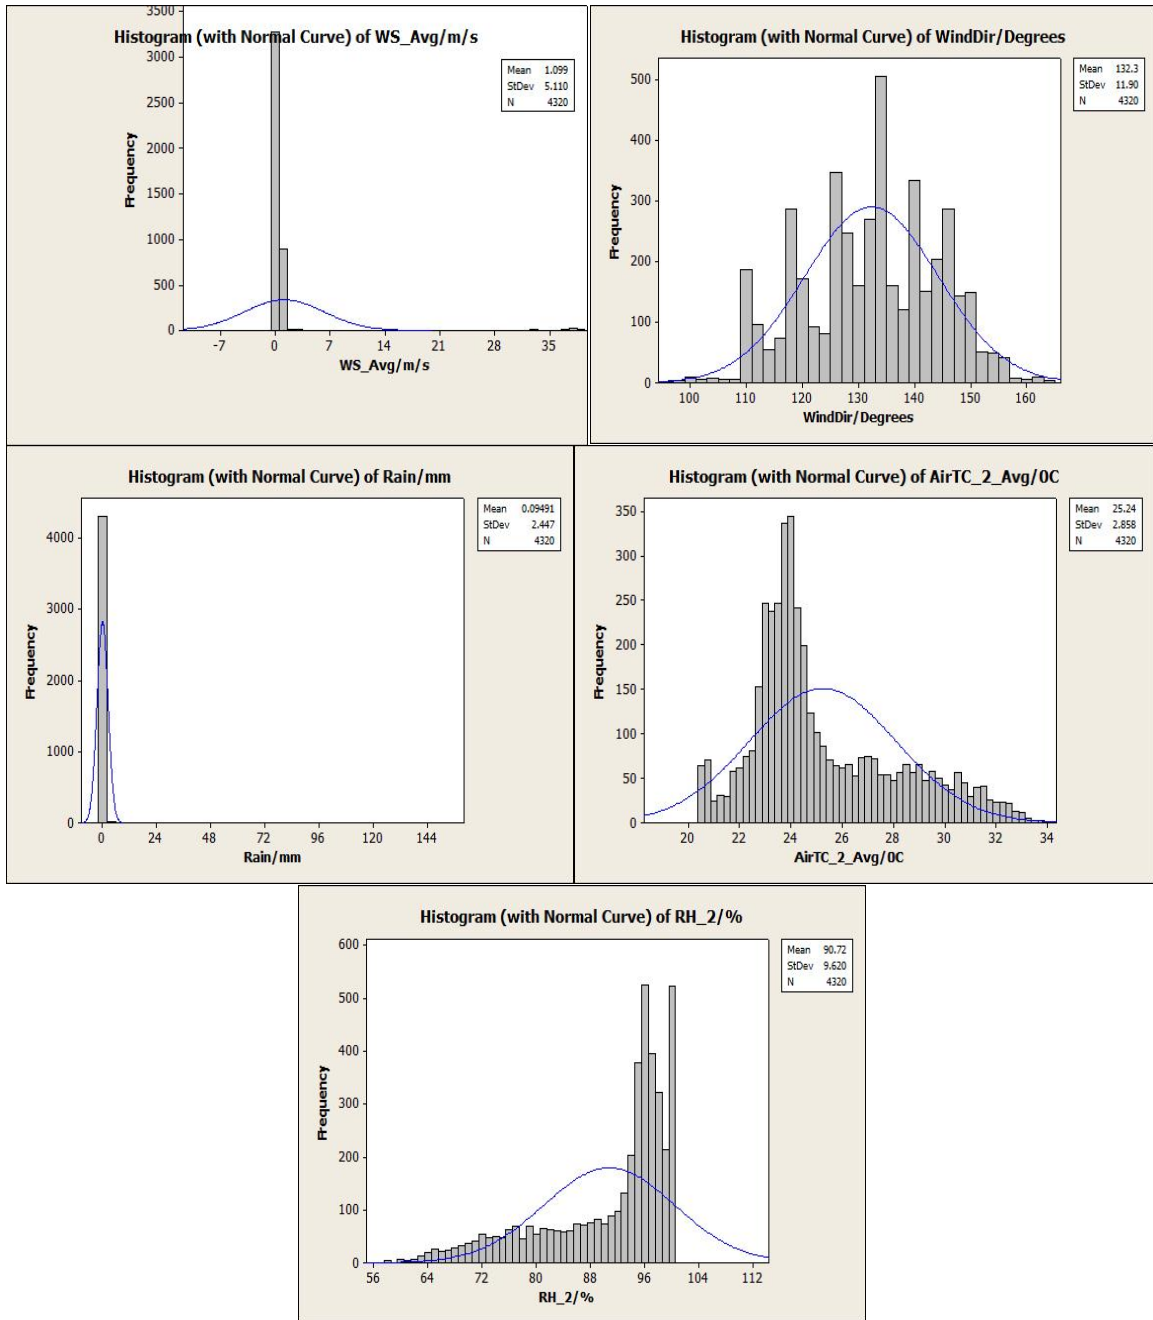 Histogram (with Normal Curve) of WS_Avg/m/s
Mean 1.099
StDev 5.110
N 4320
Frequency
3500
3000
2500
2000
1500
1000
500
0
-7 0 7 14 21 28 35
WS_Avg/m/s
Histogram (with Normal Curve) of WindDir/Degrees
Mean 132.3
StDev 11.90
N 4320
Frequency
500
400
300
200
100
0
100 110 120 130 140 150 160
WindDir/Degrees
Histogram (with Normal Curve) of Rain/mm
Mean 0.09491
StDev 2.447
N 4320
Frequency
4000
3000
2000
1000
0
0 24 48 72 96 120 144
Rain/mm
Histogram (with Normal Curve) of AirTC_2_Avg/0C
Mean 25.24
StDev 2.858
N 4320
Frequency
350
300
250
200
150
100
50
0
20 22 24 26 28 30 32 34
AirTC_2_Avg/0C
Histogram (with Normal Curve) of RH_2/%
Mean 90.72
StDev 9.620
N 4320
Frequency
600
500
400
300
200
100
0
56 64 72 80 88 96 104 112
RH_2/%